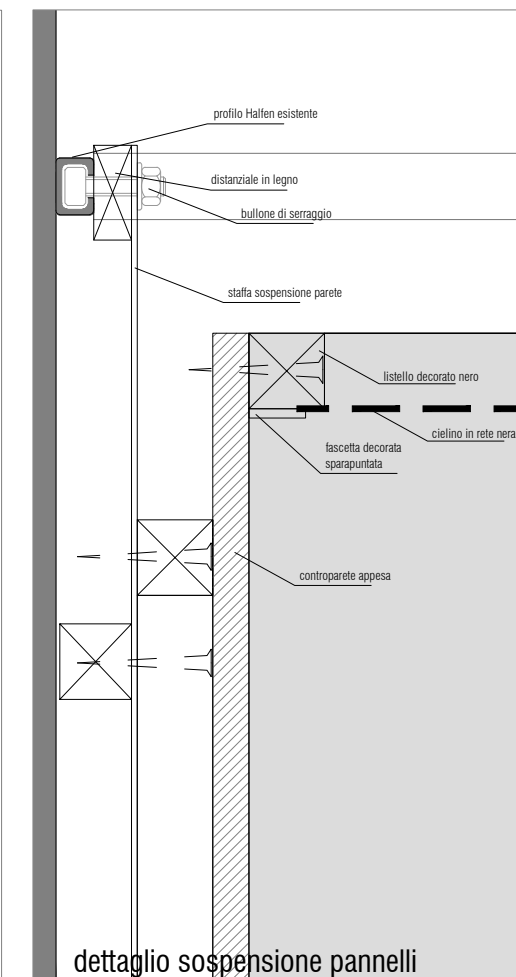 profilo Halfen esistente
distanziale in legno
bullone di serraggio
staffa sospensione parete
listello decorato nero
cielino in rete nera
fascetta decorata
sparapuntata
controparete appesa
dettaglio sospensione pannelli